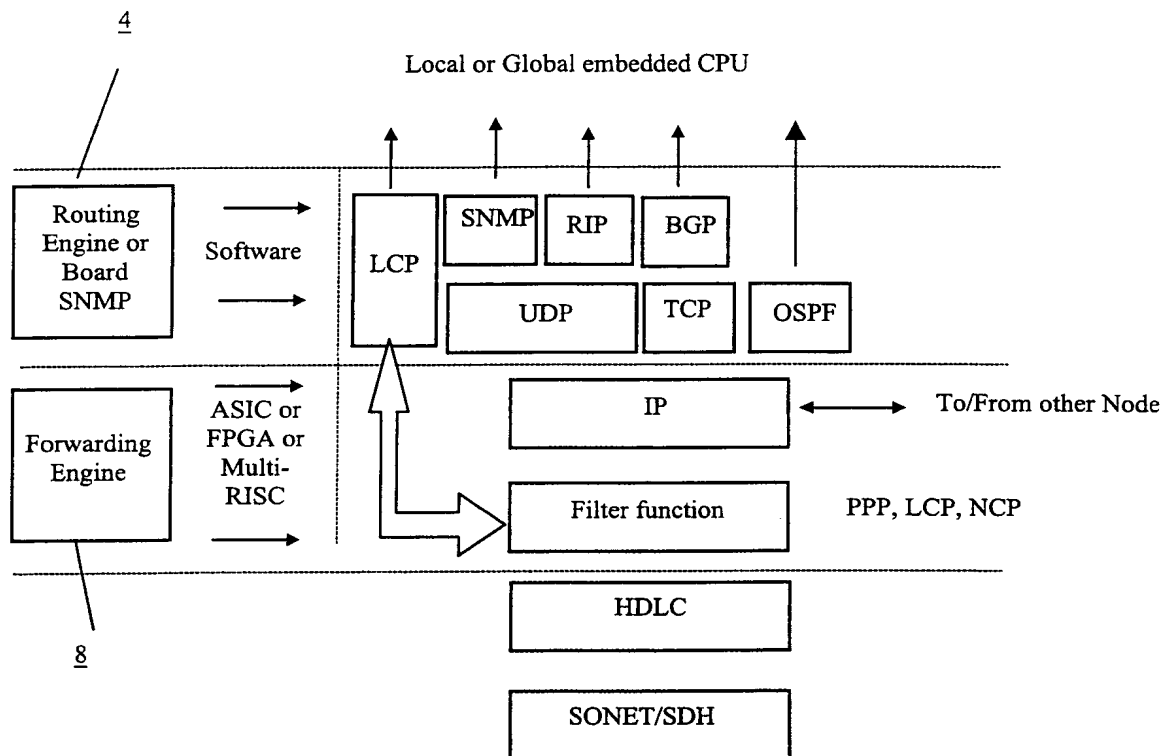 4
Local or Global embedded CPU
Routing
Engine or
Board
SNMP
Software
LCP
SNMP
RIP
BGP
UDP
TCP
OSPF
Forwarding
Engine
ASIC or
FPGA or
Multi-
RISC
IP
To/From other Node
Filter function
PPP, LCP, NCP
HDLC
8
SONET/SDH